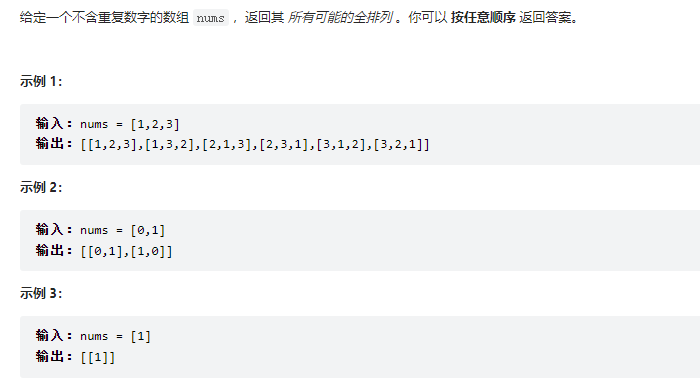 给定一个不含重复数字的数组 nums ，返回其 所有可能的全排列 。你可以 按任意顺序 返回答案。
示例 1：
输入：nums = [1,2,3]
输出：[[1,2,3],[1,3,2],[2,1,3],[2,3,1],[3,1,2],[3,2,1]]
示例 2：
输入：nums = [0,1]
输出：[[0,1],[1,0]]
示例 3：
输入：nums = [1]
输出：[[1]]